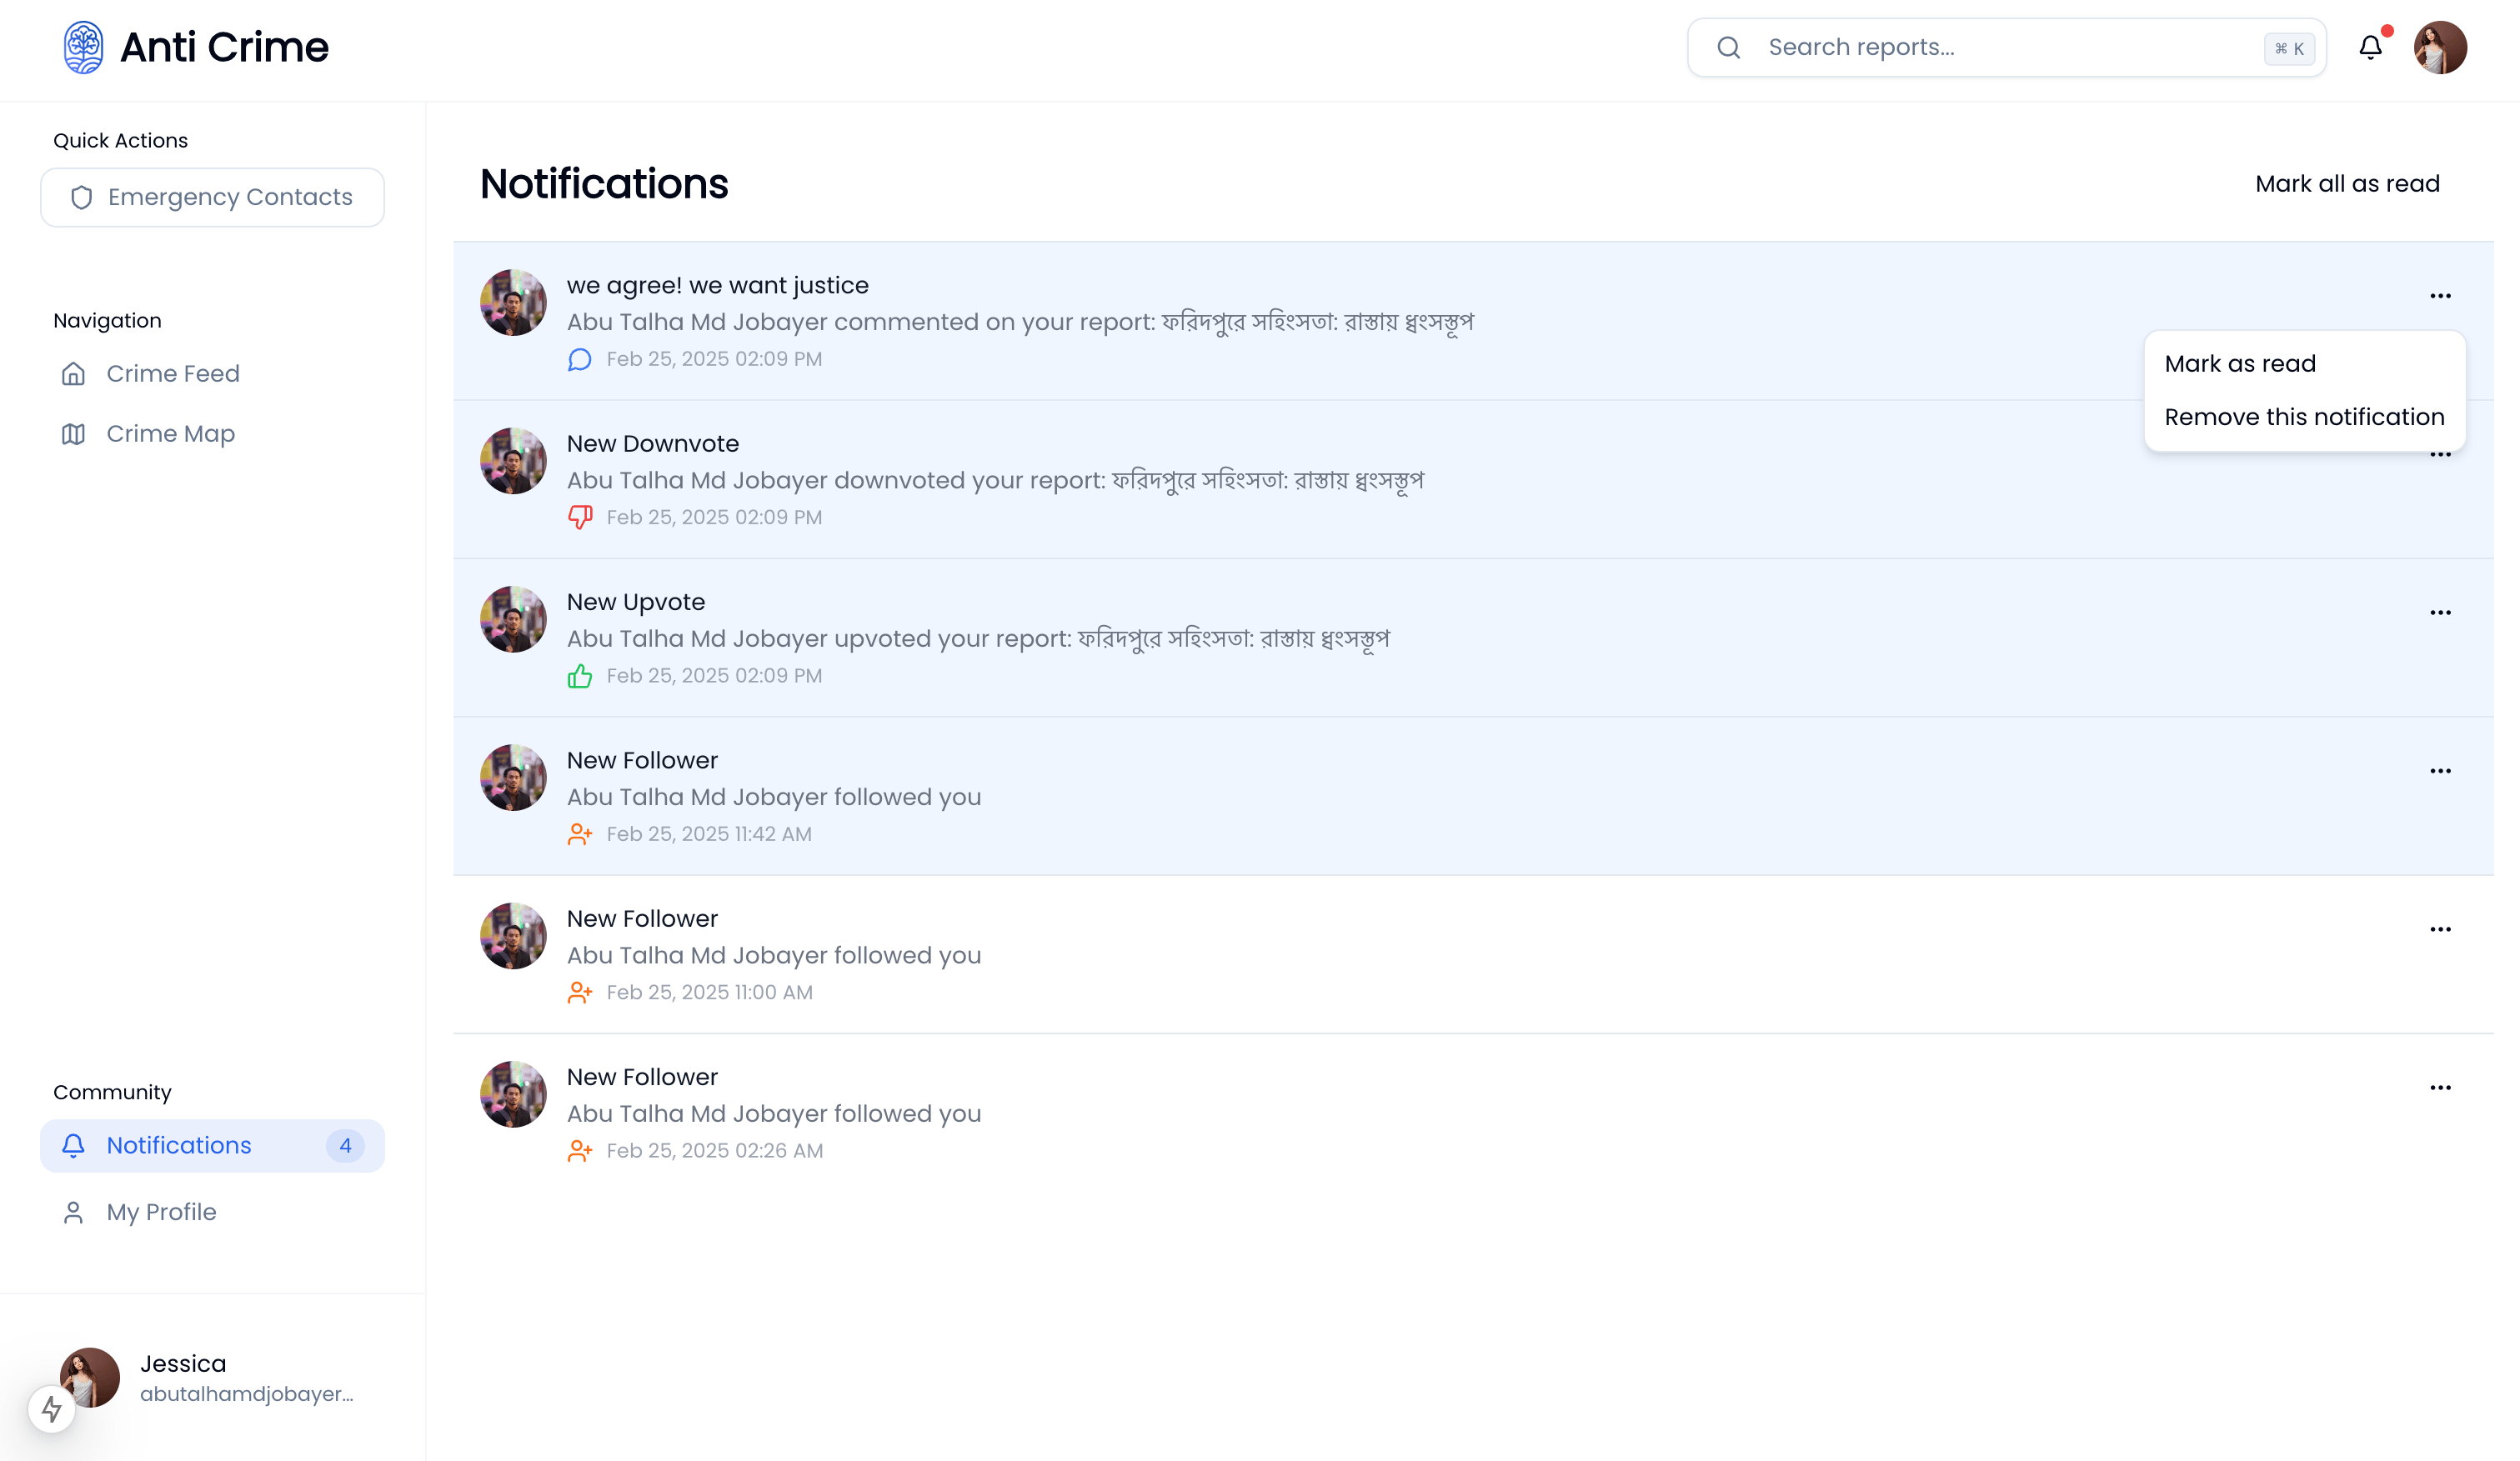 Anti Crime
Search reports...
⌘ K
Quick Actions
Emergency Contacts
Navigation
Crime Feed
Crime Map
Community
Notifications 4
My Profile
Jessica
abutalhamdjobayer...
Notifications
Mark all as read
we agree! we want justice
Abu Talha Md Jobayer commented on your report: ফরিদপুরে সহিংসতা: রাস্তায় ধ্বংসস্তূপ
Feb 25, 2025 02:09 PM
Mark as read
Remove this notification
New Downvote
Abu Talha Md Jobayer downvoted your report: ফরিদপুরে সহিংসতা: রাস্তায় ধ্বংসস্তূপ
Feb 25, 2025 02:09 PM
New Upvote
Abu Talha Md Jobayer upvoted your report: ফরিদপুরে সহিংসতা: রাস্তায় ধ্বংসস্তূপ
Feb 25, 2025 02:09 PM
New Follower
Abu Talha Md Jobayer followed you
Feb 25, 2025 11:42 AM
New Follower
Abu Talha Md Jobayer followed you
Feb 25, 2025 11:00 AM
New Follower
Abu Talha Md Jobayer followed you
Feb 25, 2025 02:26 AM